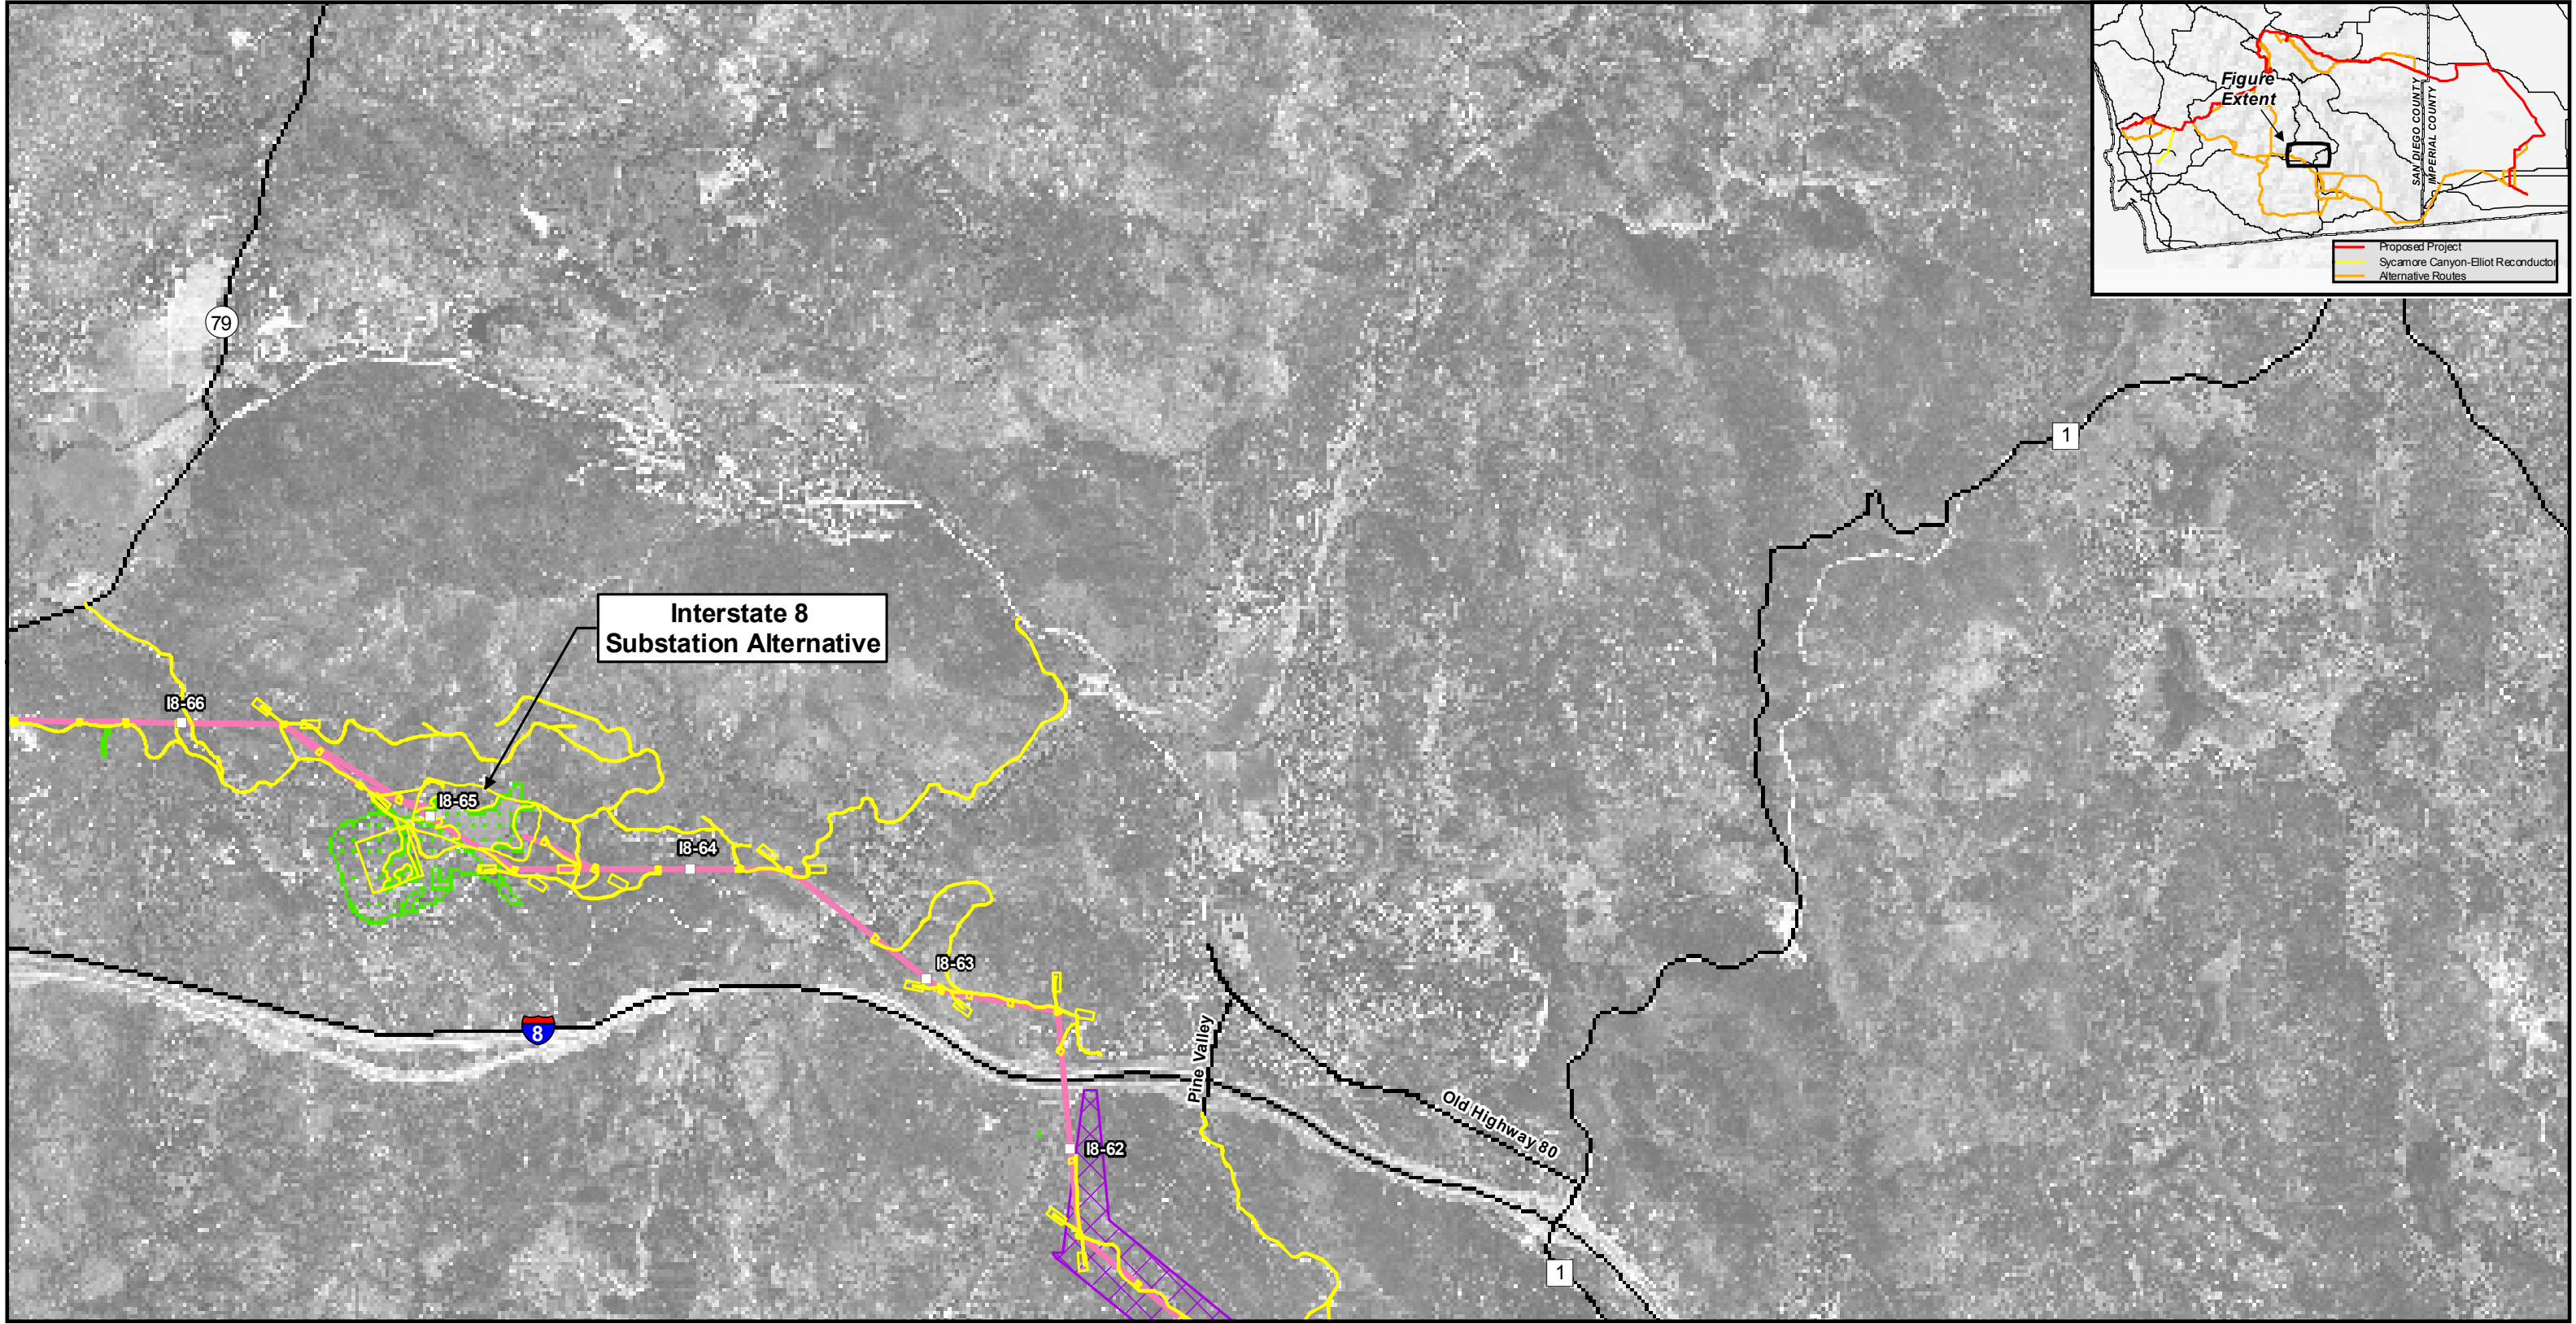 Figure
Extent
SAN DIEGO COUNTY
IMPERIAL COUNTY
Proposed Project
Sycamore Canyon-Elliot Reconductor
Alternative Routes
79
1
Interstate 8
Substation Alternative
I8-66
I8-65
I8-64
I8-63
8
Pine Valley
Old Highway 80
I8-62
1